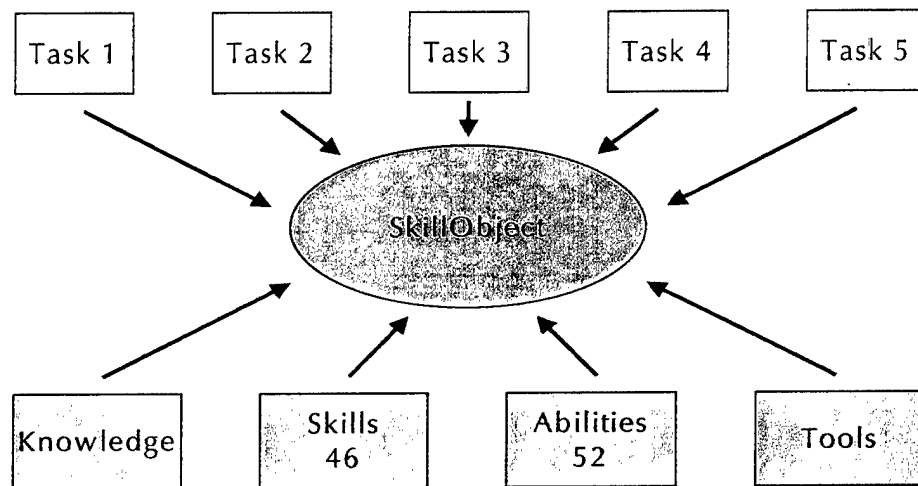 Task 1
Task 2
Task 3
Task 4
Task 5
SkillObject
Knowledge
Skills
46
Abilities
52
Tools